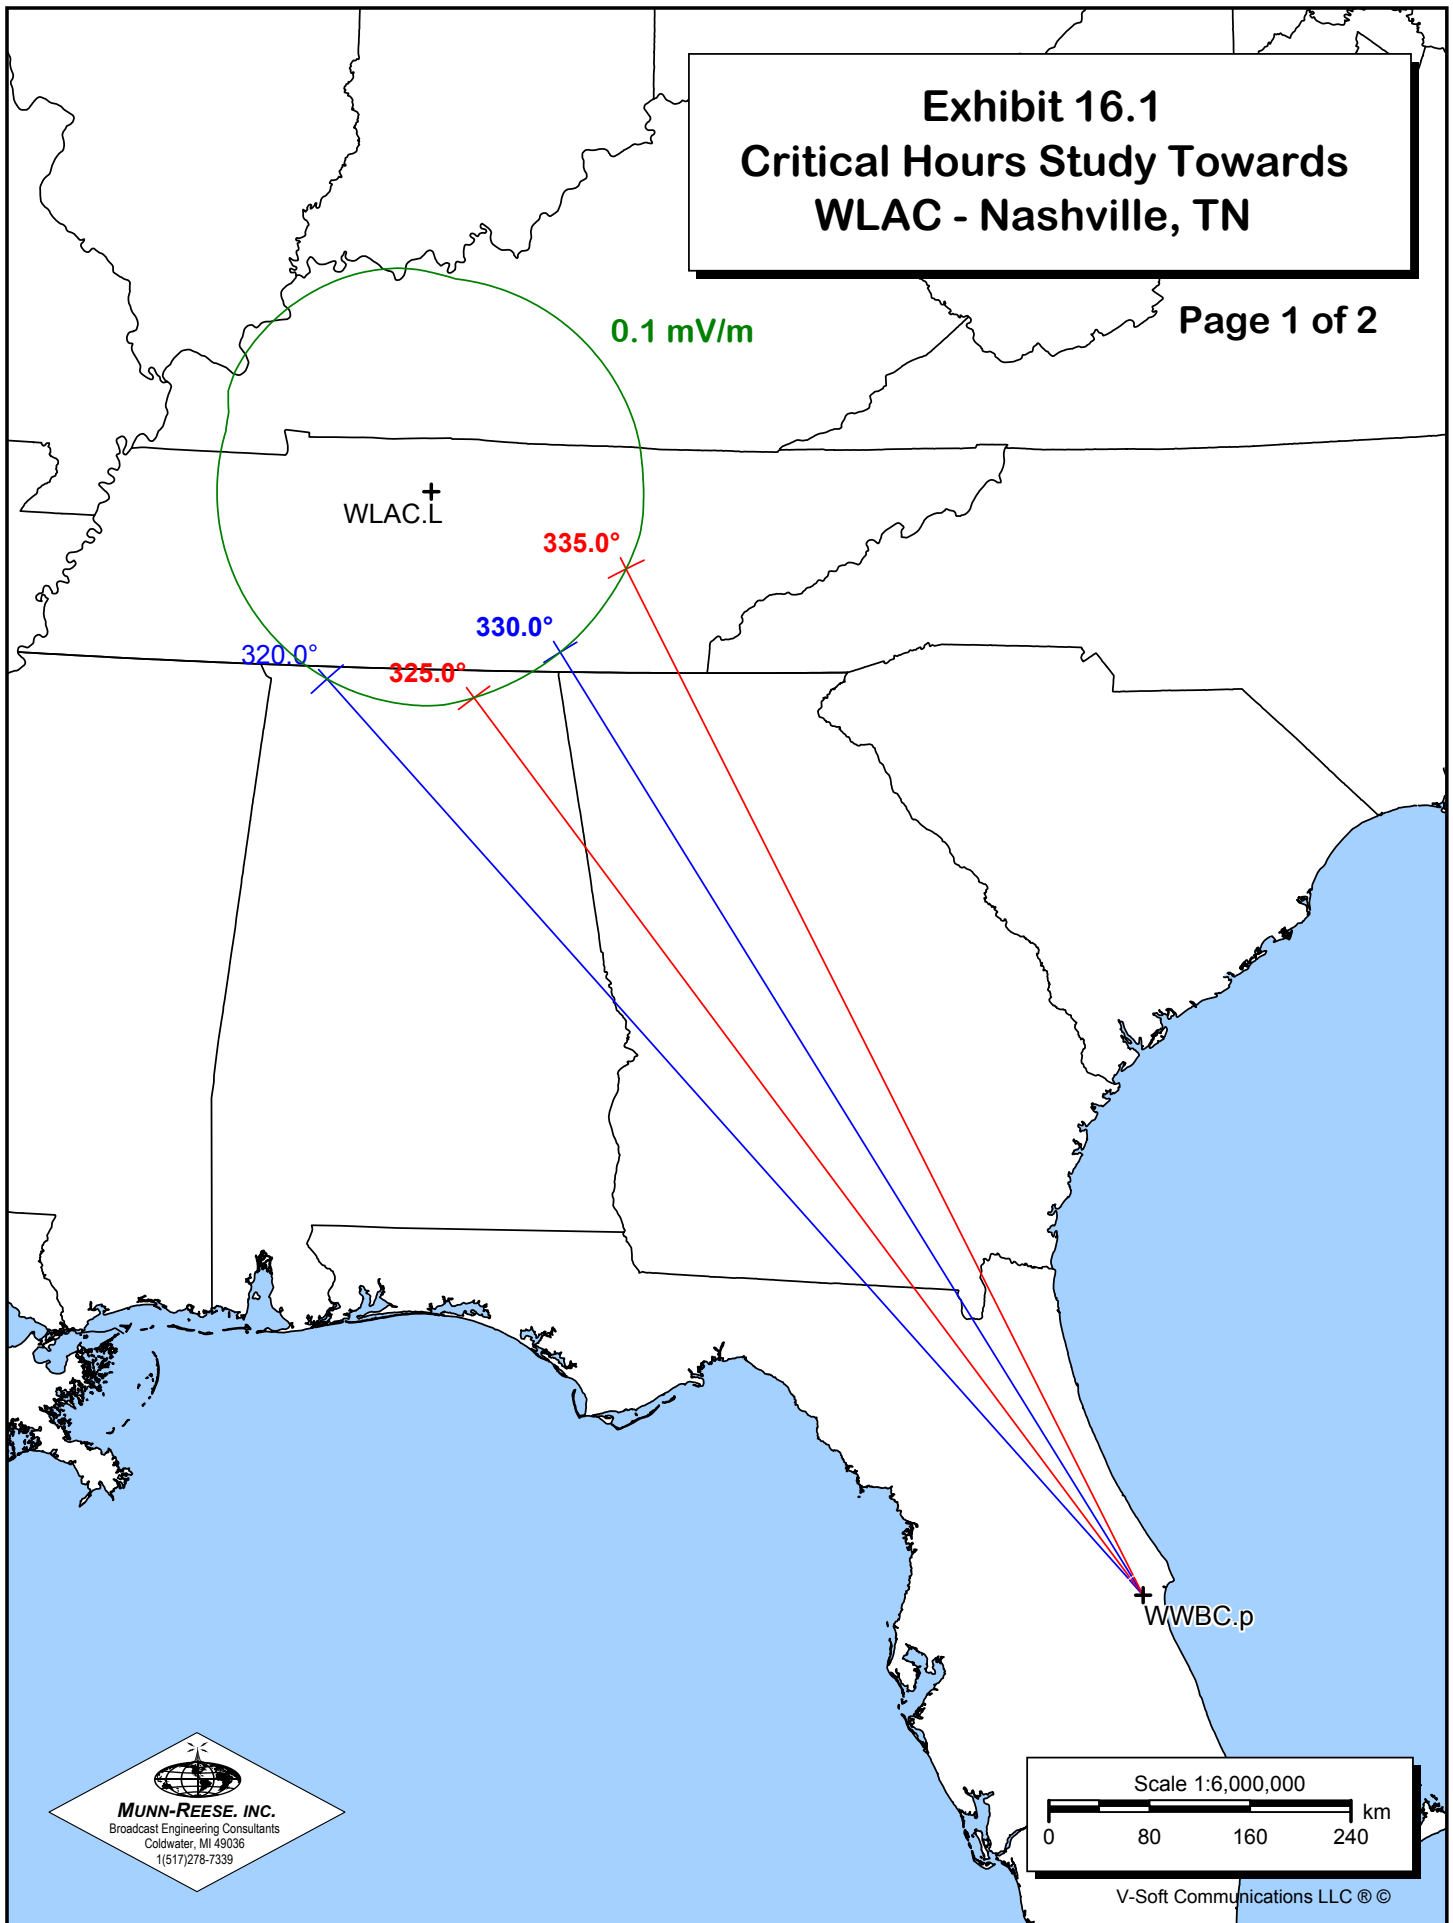 Exhibit 16.1
Critical Hours Study Towards
WLAC - Nashville, TN
Page 1 of 2
0.1 mV/m
WLAC.L
335.0°
330.0°
320.0°
325.0°
WWBC.p
MUNN-REESE. INC.
Broadcast Engineering Consultants
Coldwater, MI 49036
1(517)278-7339
Scale 1:6,000,000
km
0 80 160 240
V-Soft Communications LLC ® ©